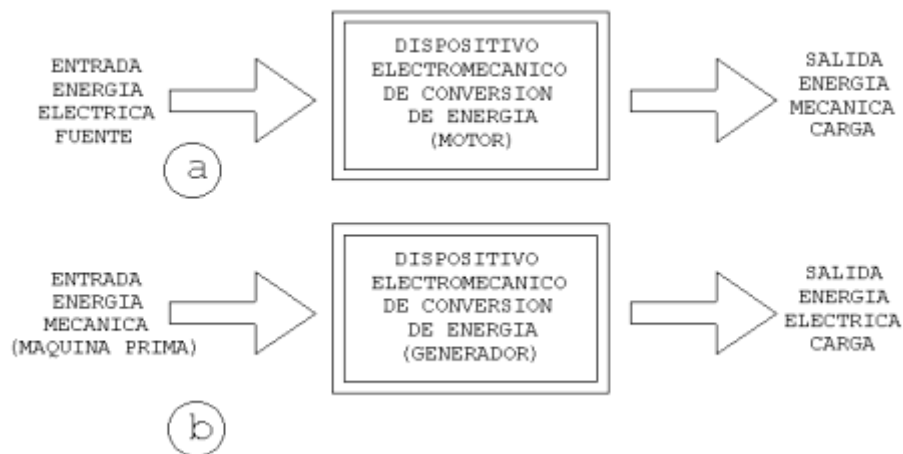 ENTRADA
ENERGIA
ELECTRICA
FUENTE
DISPOSITIVO
ELECTROMECANICO
DE CONVERSION
DE ENERGIA
(MOTOR)
SALIDA
ENERGIA
MECANICA
CARGA
a
ENTRADA
ENERGIA
MECANICA
(MAQUINA PRIMA)
DISPOSITIVO
ELECTROMECANICO
DE CONVERSION
DE ENERGIA
(GENERADOR)
SALIDA
ENERGIA
ELECTRICA
CARGA
b